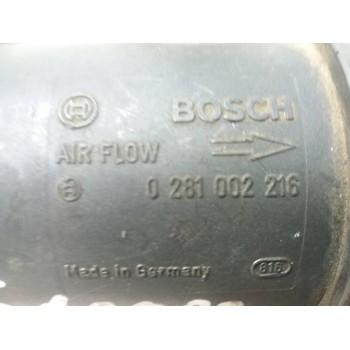 BOSCH
AIR FLOW
0 281 002 216
Made in Germany